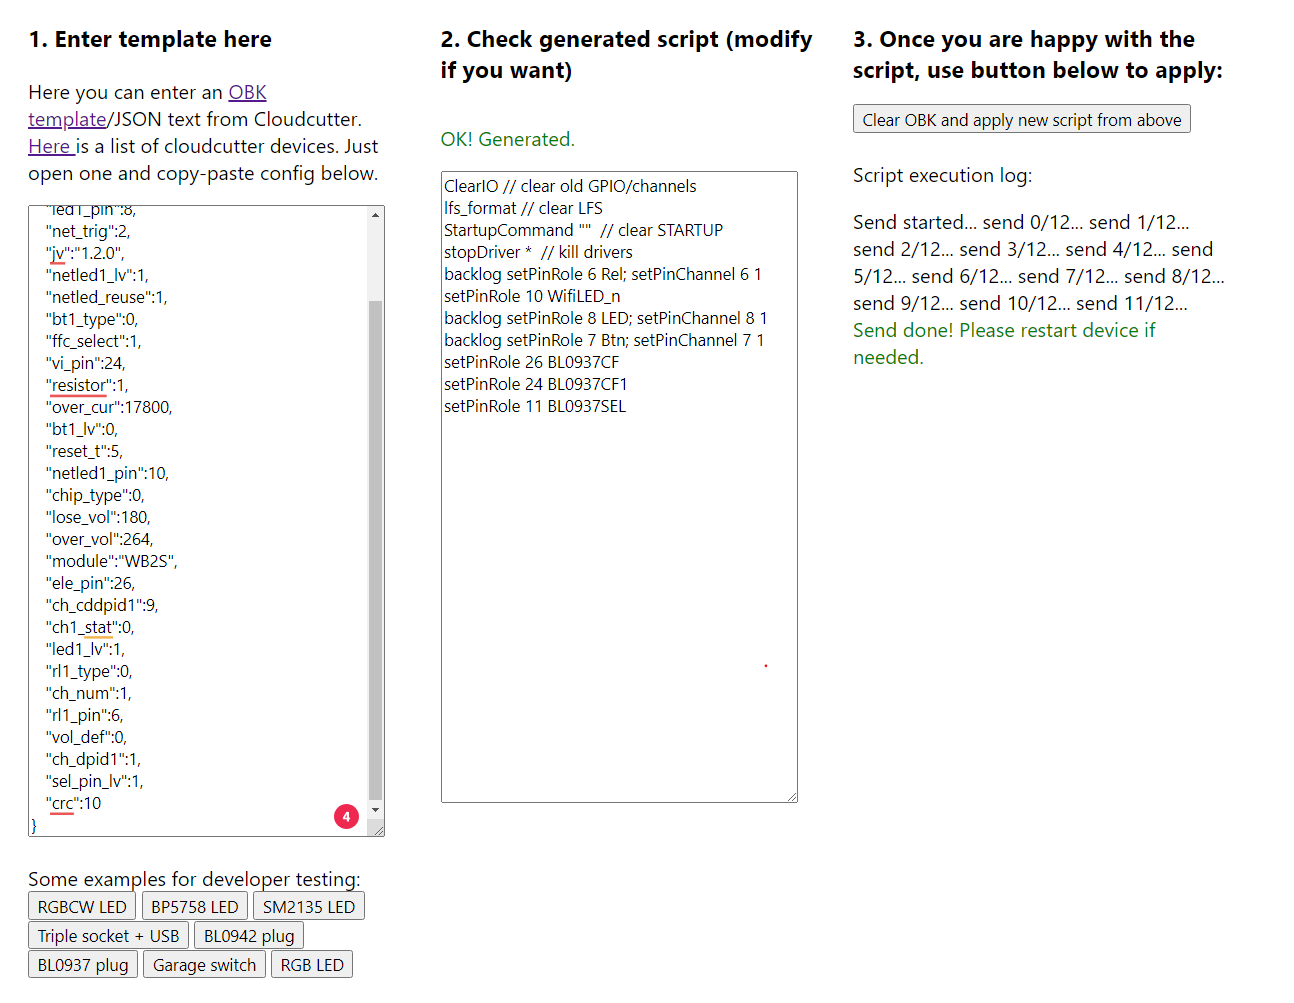 1. Enter template here
Here you can enter an OBK
template/JSON text from Cloudcutter.
Here is a list of cloudcutter devices. Just
open one and copy-paste config below.
"led1_pin":8,
"net_trig":2,
"jv":"1.2.0",
"netled1_lv":1,
"netled_reuse":1,
"bt1_type":0,
"ffc_select":1,
"vi_pin":24,
"resistor":1,
"over_cur":17800,
"bt1_lv":0,
"reset_t":5,
"netled1_pin":10,
"chip_type":0,
"lose_vol":180,
"over_vol":264,
"module":"WB2S",
"ele_pin":26,
"ch_cddpid1":9,
"ch1_stat":0,
"led1_lv":1,
"rl1_type":0,
"ch_num":1,
"rl1_pin":6,
"vol_def":0,
"ch_dpid1":1,
"sel_pin_lv":1,
"crc":10
}
4
Some examples for developer testing:
RGBCW LED BP5758 LED SM2135 LED
Triple socket + USB BL0942 plug
BL0937 plug Garage switch RGB LED
2. Check generated script (modify
if you want)
OK! Generated.
ClearIO // clear old GPIO/channels
lfs_format // clear LFS
StartupCommand "" // clear STARTUP
stopDriver * // kill drivers
backlog setPinRole 6 Rel; setPinChannel 6 1
setPinRole 10 WifiLED_n
backlog setPinRole 8 LED; setPinChannel 8 1
backlog setPinRole 7 Btn; setPinChannel 7 1
setPinRole 26 BL0937CF
setPinRole 24 BL0937CF1
setPinRole 11 BL0937SEL
3. Once you are happy with the
script, use button below to apply:
Clear OBK and apply new script from above
Script execution log:
Send started... send 0/12... send 1/12...
send 2/12... send 3/12... send 4/12... send
5/12... send 6/12... send 7/12... send 8/12...
send 9/12... send 10/12... send 11/12...
Send done! Please restart device if
needed.